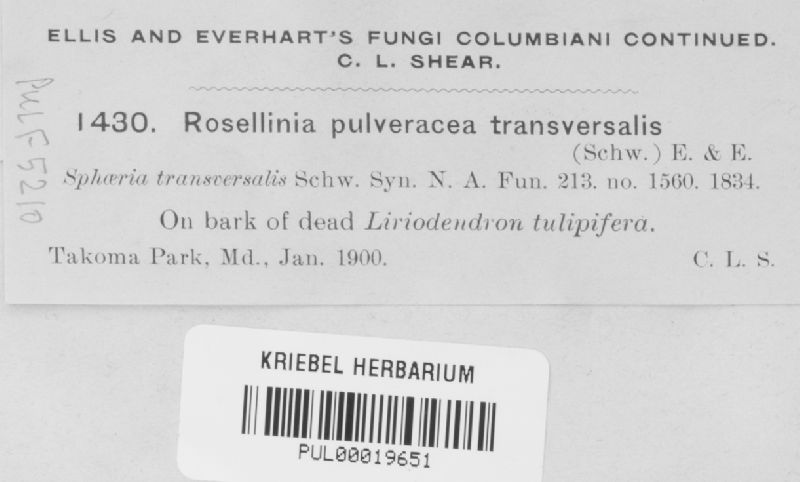 ELLIS AND EVERHART'S FUNGI COLUMBIANI CONTINUED.
C. L. SHEAR.
1430. Rosellinia pulveracea transversalis
(Schw.) E. & E.
Sphæria transversalis Schw. Syn. N. A. Fun. 213. no. 1560. 1834.
On bark of dead Liriodendron tulipifera.
Takoma Park, Md., Jan. 1900. C. L. S.
PUL F5210
KRIEBEL HERBARIUM
PUL00019651